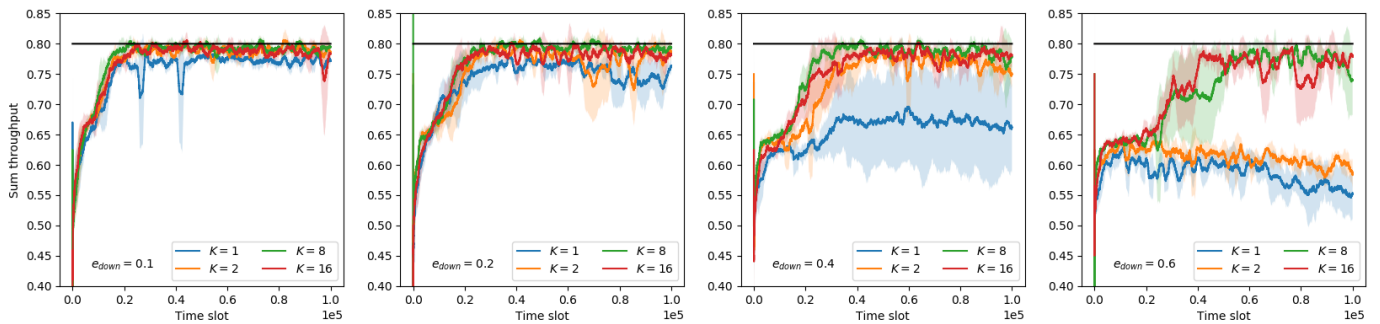 Sum throughput
0.85
0.80
0.75
0.70
0.65
0.60
0.55
0.50
0.45
0.40
e_down = 0.1
K = 1
K = 8
K = 2
K = 16
0.0 0.2 0.4 0.6 0.8 1.0
Time slot
1e5
0.85
0.80
0.75
0.70
0.65
0.60
0.55
0.50
0.45
0.40
e_down = 0.2
K = 1
K = 8
K = 2
K = 16
0.0 0.2 0.4 0.6 0.8 1.0
Time slot
1e5
0.85
0.80
0.75
0.70
0.65
0.60
0.55
0.50
0.45
0.40
e_down = 0.4
K = 1
K = 8
K = 2
K = 16
0.0 0.2 0.4 0.6 0.8 1.0
Time slot
1e5
0.85
0.80
0.75
0.70
0.65
0.60
0.55
0.50
0.45
0.40
e_down = 0.6
K = 1
K = 8
K = 2
K = 16
0.0 0.2 0.4 0.6 0.8 1.0
Time slot
1e5